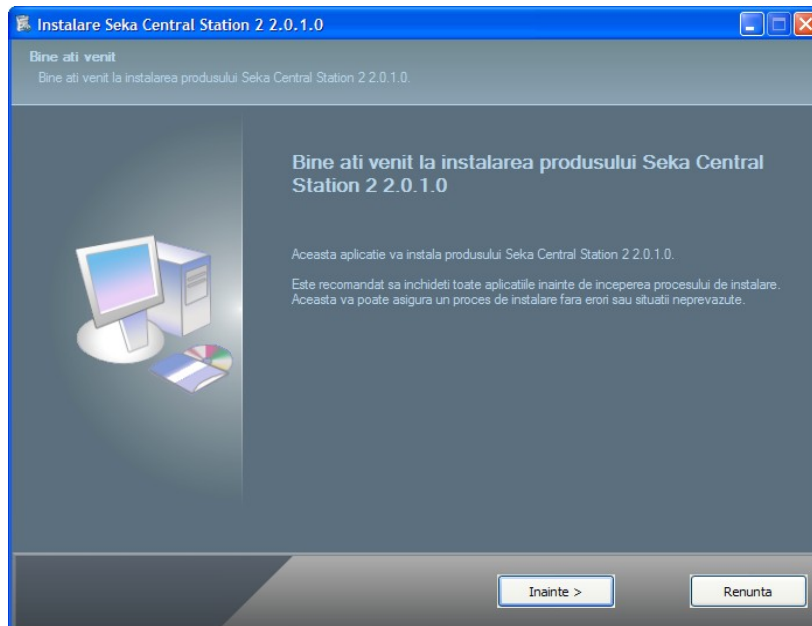 Instalare Seka Central Station 2 2.0.1.0
Bine ati venit
Bine ati venit la instalarea produsului Seka Central Station 2 2.0.1.0.
Bine ati venit la instalarea produsului Seka Central
Station 2 2.0.1.0
Aceasta aplicatie va instala produsului Seka Central Station 2 2.0.1.0.
Este recomandat sa inchideti toate aplicatiile inainte de inceperea procesului de instalare.
Aceasta va poate asigura un proces de instalare fara erori sau situatii neprevazute.
Inainte >
Renunta